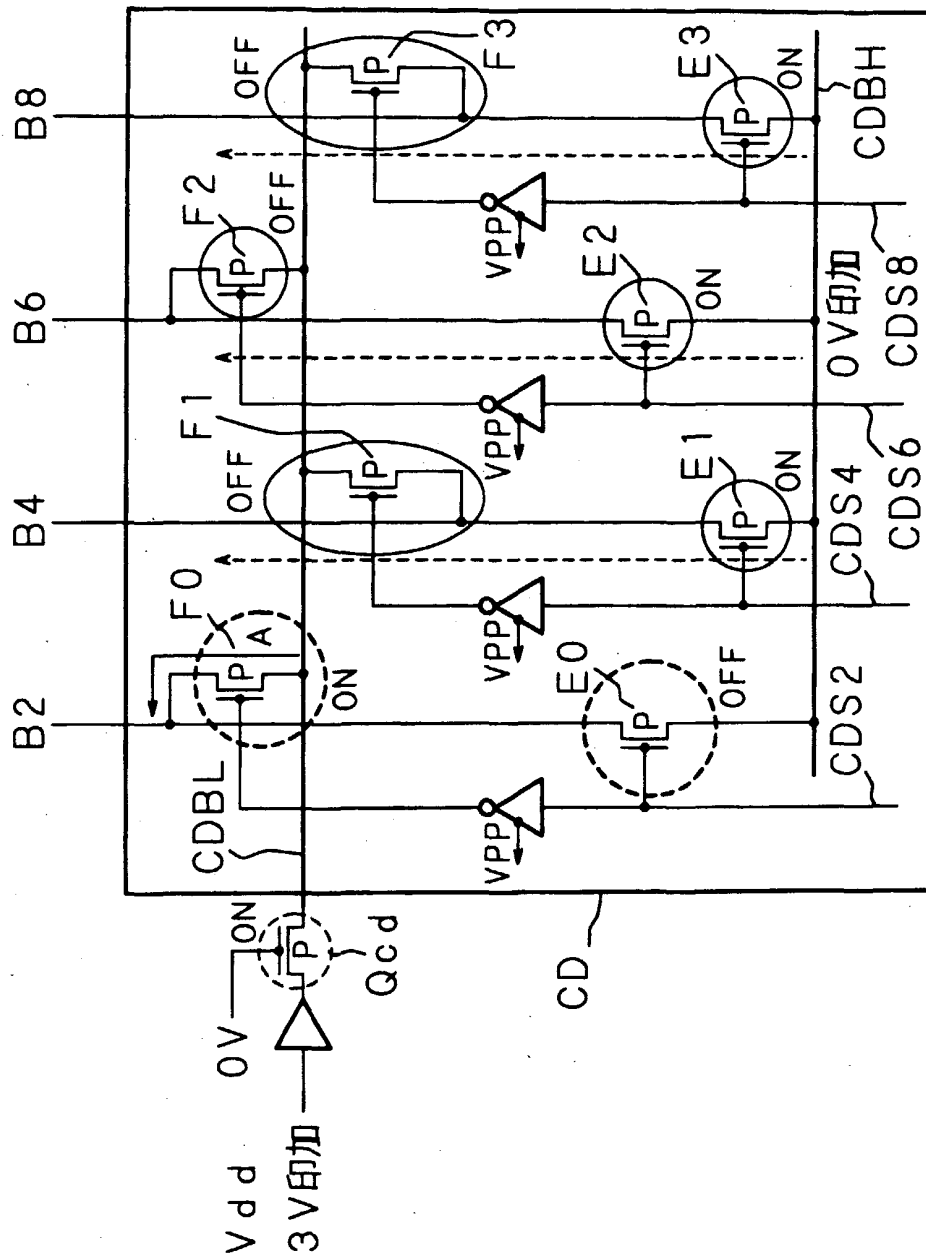 B2
B4
B6
B8
F0
A
ON
F1
OFF
F2
OFF
F3
P
P
P
P
OFF
CDBL
0V
ON
P
Qcd
Vdd
3V印加
VPP
VPP
VPP
VPP
E0
P
OFF
E1
P
ON
E2
P
ON
E3
P
ON
CD
CDS2
CDS4
CDS6
CDS8
0V印加
CDBH